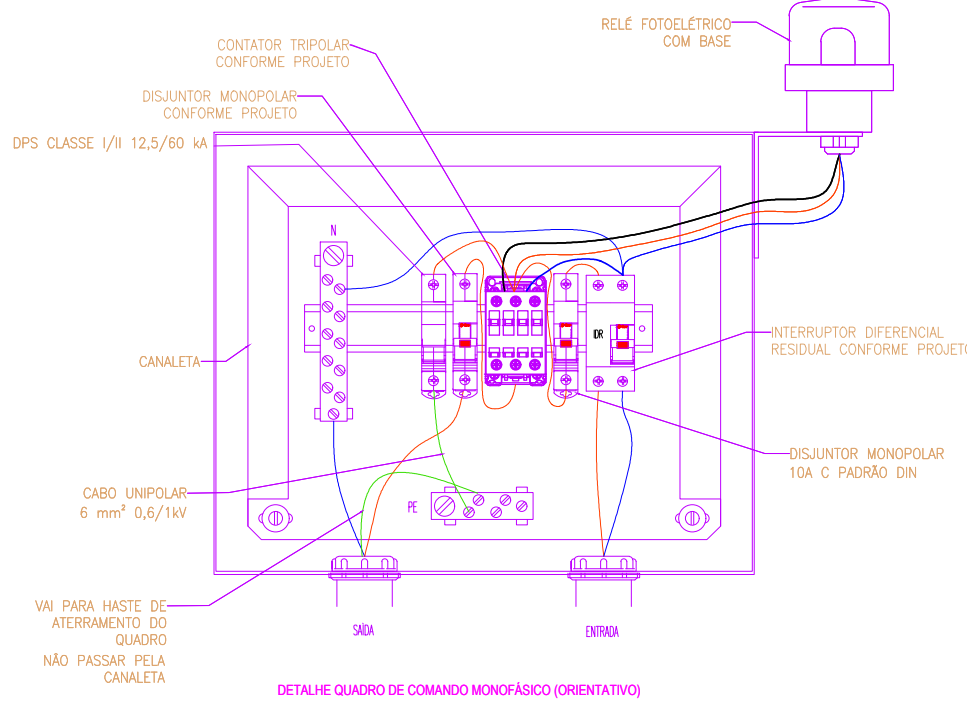 RELÉ FOTOELÉTRICO
COM BASE
CONTATOR TRIPOLAR
CONFORME PROJETO
DISJUNTOR MONOPOLAR
CONFORME PROJETO
DPS CLASSE I/II 12,5/60 kA
N
IDR
INTERRUPTOR DIFERENCIAL
RESIDUAL CONFORME PROJETO
CANALETA
DISJUNTOR MONOPOLAR
10A C PADRÃO DIN
CABO UNIPOLAR
6 mm² 0,6/1kV
PE
VAI PARA HASTE DE
ATERRAMENTO DO
QUADRO
NÃO PASSAR PELA
CANALETA
SAÍDA
ENTRADA
DETALHE QUADRO DE COMANDO MONOFÁSICO (ORIENTATIVO)